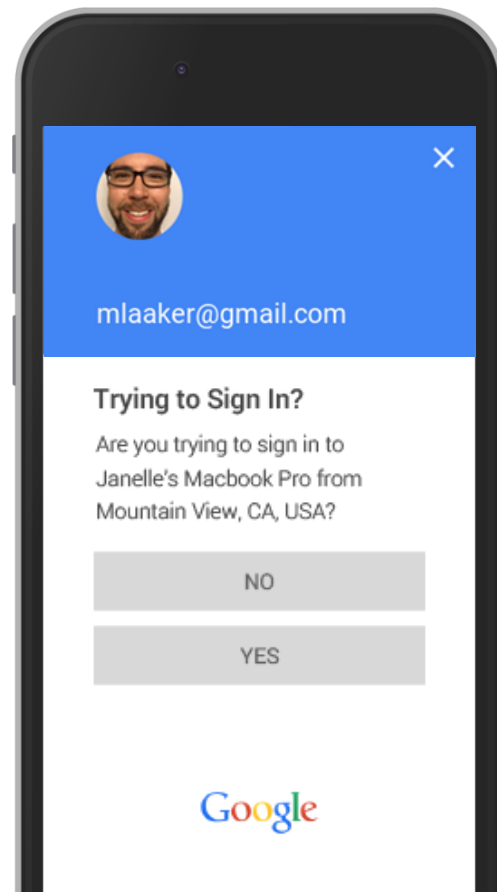 mlaaker@gmail.com
Trying to Sign In?
Are you trying to sign in to
Janelle's Macbook Pro from
Mountain View, CA, USA?
NO
YES
Google